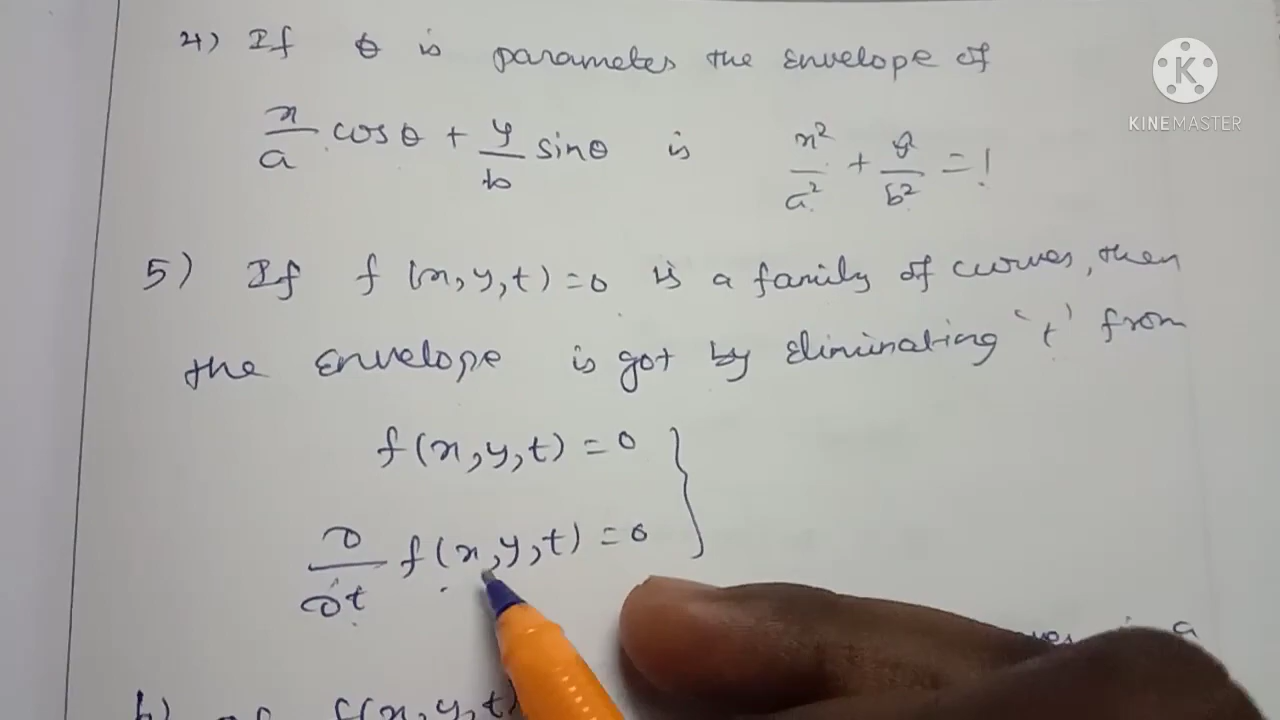 4) If θ is parameter the envelope of
x/a cosθ + y/b sinθ is x²/a² + y²/b² = 1
5) If f(x,y,t)=0 is a family of curves, then
the envelope is got by eliminating 't' from
f(x,y,t) = 0
∂/∂t f(x,y,t) = 0
f(x,y,t)
is a
KINEMASTER